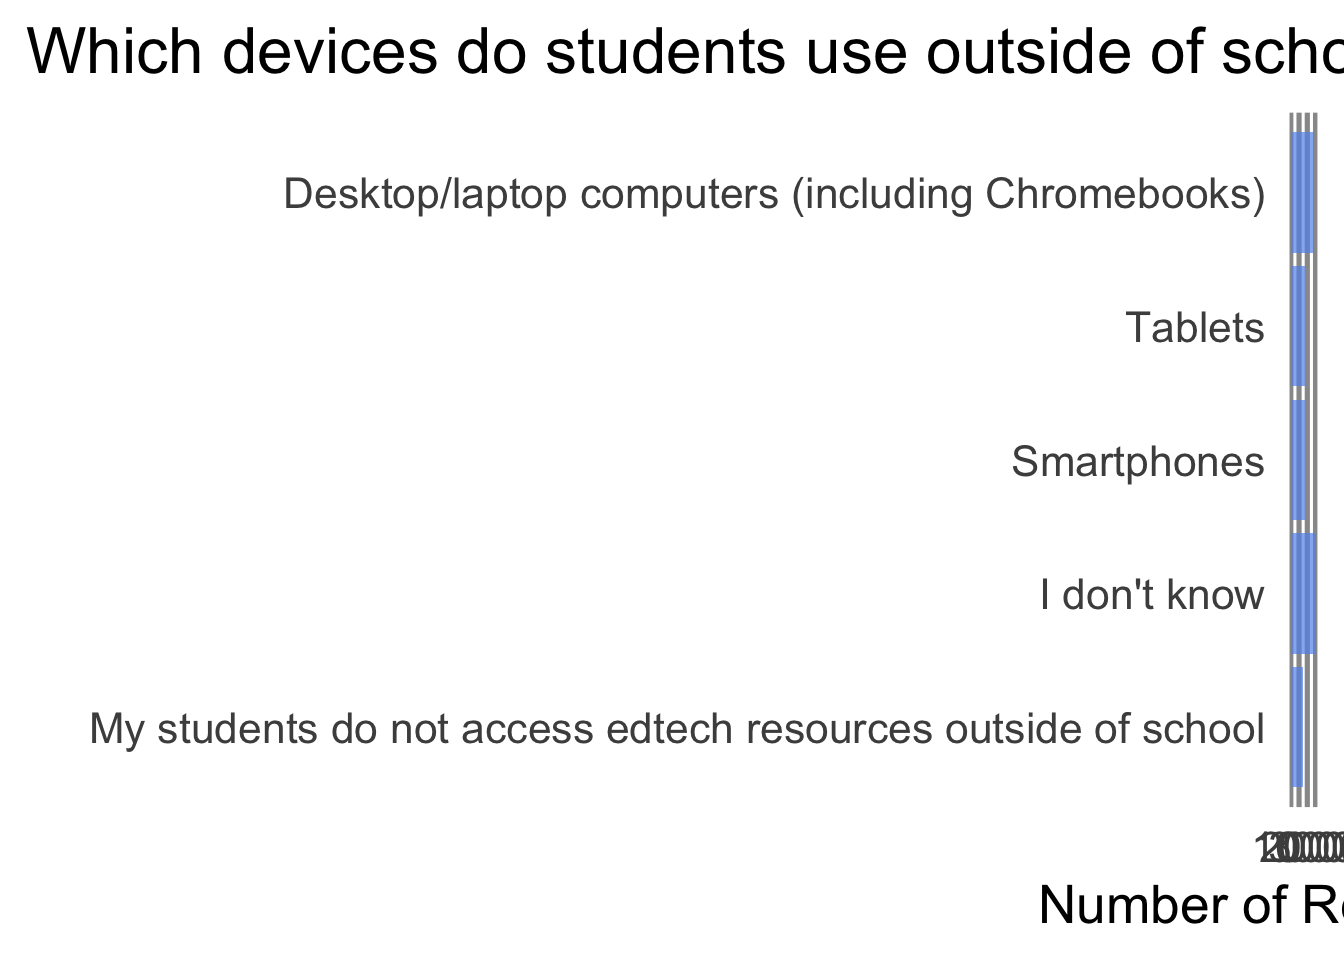 Which devices do students use outside of scho
Desktop/laptop computers (including Chromebooks)
Tablets
Smartphones
I don't know
My students do not access edtech resources outside of school
Number of R